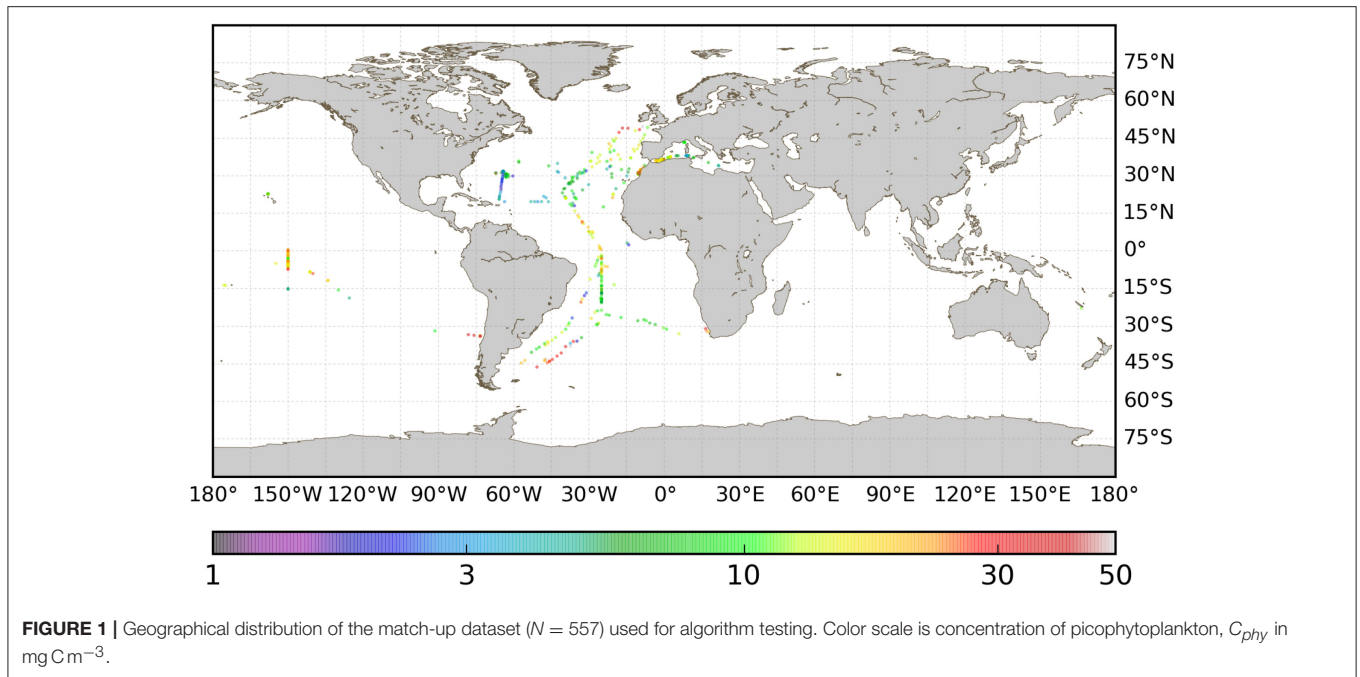 75°N
60°N
45°N
30°N
15°N
0°
15°S
30°S
45°S
60°S
75°S
180° 150°W 120°W 90°W 60°W 30°W 0° 30°E 60°E 90°E 120°E 150°E 180°
1 3 10 30 50
FIGURE 1 | Geographical distribution of the match-up dataset (N = 557) used for algorithm testing. Color scale is concentration of picophytoplankton, Cphy in
mg C m−3.